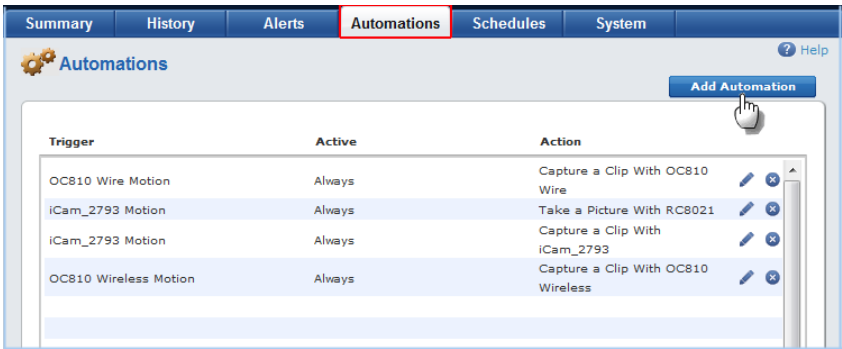 Summary History Alerts Automations Schedules System
Help
Automations
Add Automation
Trigger Active Action
OC810 Wire Motion Always Capture a Clip With OC810
Wire
iCam_2793 Motion Always Take a Picture With RC8021
iCam_2793 Motion Always Capture a Clip With
iCam_2793
OC810 Wireless Motion Always Capture a Clip With OC810
Wireless